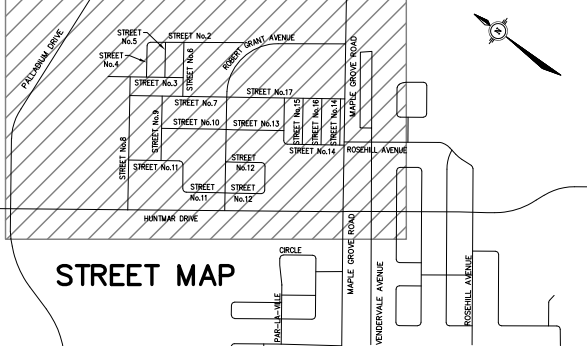 STREET
No.5
STREET No.2
STREET
No.4
STREET No.6
STREET No.3
ROBERT GRANT AVENUE
PALLADIUM DRIVE
MAPLE GROVE ROAD
N
STREET No.17
STREET No.7
STREET No.15
STREET No.16
STREET No.14
STREET No.9
STREET No.10
STREET No.13
STREET No.8
STREET No.14
ROSEHILL AVENUE
STREET No.11
STREET
No.12
STREET
No.11
STREET
No.12
HUNTMAR DRIVE
MAPLE GROVE ROAD
CIRCLE
STREET MAP
PAR-LA-VILLE
VENDERVALE AVENUE
ROSEHILL AVENUE